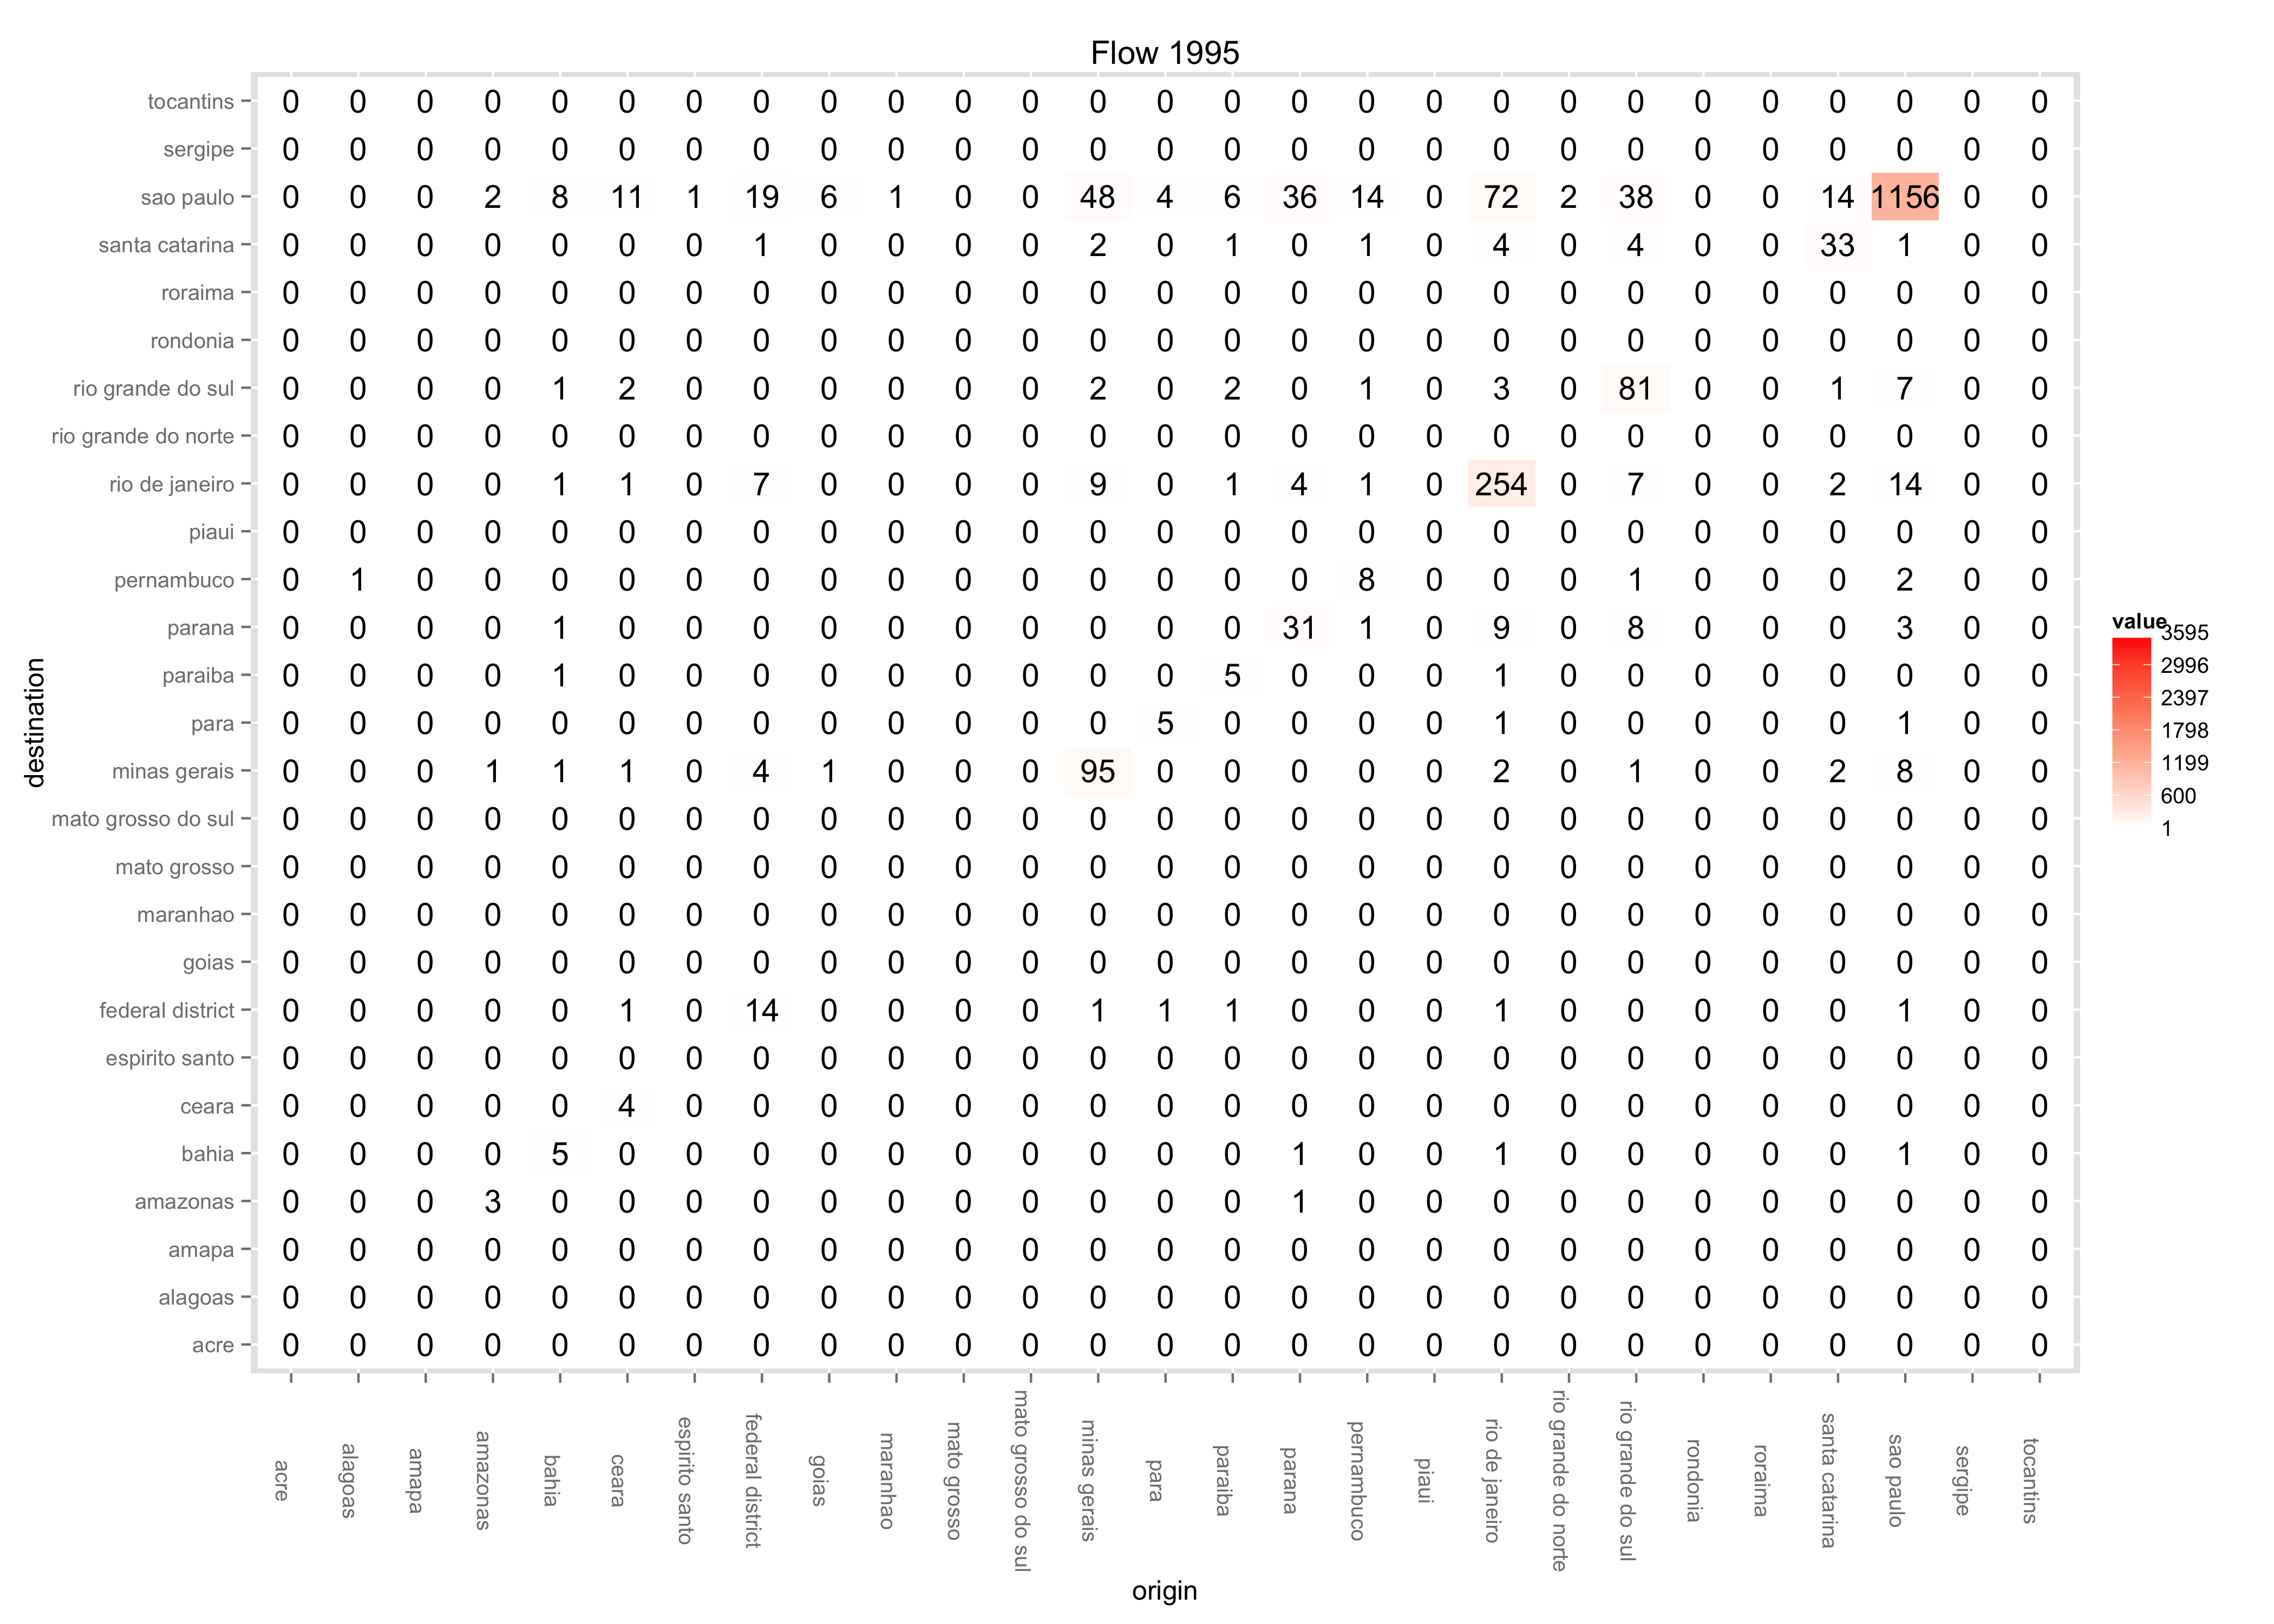 Flow 1995
tocantins 0 0 0 0 0 0 0 0 0 0 0 0 0 0 0 0 0 0 0 0 0 0 0 0 0 0 0
sergipe 0 0 0 0 0 0 0 0 0 0 0 0 0 0 0 0 0 0 0 0 0 0 0 0 0 0 0
sao paulo 0 0 0 2 8 11 1 19 6 1 0 0 48 4 6 36 14 0 72 2 38 0 0 14 1156 0 0
santa catarina 0 0 0 0 0 0 0 1 0 0 0 0 2 0 1 0 1 0 4 0 4 0 0 33 1 0 0
roraima 0 0 0 0 0 0 0 0 0 0 0 0 0 0 0 0 0 0 0 0 0 0 0 0 0 0 0
rondonia 0 0 0 0 0 0 0 0 0 0 0 0 0 0 0 0 0 0 0 0 0 0 0 0 0 0 0
rio grande do sul 0 0 0 0 1 2 0 0 0 0 0 0 2 0 2 0 1 0 3 0 81 0 0 1 7 0 0
rio grande do norte 0 0 0 0 0 0 0 0 0 0 0 0 0 0 0 0 0 0 0 0 0 0 0 0 0 0 0
rio de janeiro 0 0 0 0 1 1 0 7 0 0 0 0 9 0 1 4 1 0 254 0 7 0 0 2 14 0 0
piaui 0 0 0 0 0 0 0 0 0 0 0 0 0 0 0 0 0 0 0 0 0 0 0 0 0 0 0
pernambuco 0 1 0 0 0 0 0 0 0 0 0 0 0 0 0 0 8 0 0 0 1 0 0 0 2 0 0
parana 0 0 0 0 1 0 0 0 0 0 0 0 0 0 0 31 1 0 9 0 8 0 0 0 3 0 0
paraiba 0 0 0 0 1 0 0 0 0 0 0 0 0 0 5 0 0 0 1 0 0 0 0 0 0 0 0
para 0 0 0 0 0 0 0 0 0 0 0 0 0 5 0 0 0 0 1 0 0 0 0 0 1 0 0
minas gerais 0 0 0 1 1 1 0 4 1 0 0 0 95 0 0 0 0 0 2 0 1 0 0 2 8 0 0
mato grosso do sul 0 0 0 0 0 0 0 0 0 0 0 0 0 0 0 0 0 0 0 0 0 0 0 0 0 0 0
mato grosso 0 0 0 0 0 0 0 0 0 0 0 0 0 0 0 0 0 0 0 0 0 0 0 0 0 0 0
maranhao 0 0 0 0 0 0 0 0 0 0 0 0 0 0 0 0 0 0 0 0 0 0 0 0 0 0 0
goias 0 0 0 0 0 0 0 0 0 0 0 0 0 0 0 0 0 0 0 0 0 0 0 0 0 0 0
federal district 0 0 0 0 0 1 0 14 0 0 0 0 1 1 1 0 0 0 1 0 0 0 0 0 1 0 0
espirito santo 0 0 0 0 0 0 0 0 0 0 0 0 0 0 0 0 0 0 0 0 0 0 0 0 0 0 0
ceara 0 0 0 0 0 4 0 0 0 0 0 0 0 0 0 0 0 0 0 0 0 0 0 0 0 0 0
bahia 0 0 0 0 5 0 0 0 0 0 0 0 0 0 0 1 0 0 1 0 0 0 0 0 1 0 0
amazonas 0 0 0 3 0 0 0 0 0 0 0 0 0 0 0 1 0 0 0 0 0 0 0 0 0 0 0
amapa 0 0 0 0 0 0 0 0 0 0 0 0 0 0 0 0 0 0 0 0 0 0 0 0 0 0 0
alagoas 0 0 0 0 0 0 0 0 0 0 0 0 0 0 0 0 0 0 0 0 0 0 0 0 0 0 0
acre 0 0 0 0 0 0 0 0 0 0 0 0 0 0 0 0 0 0 0 0 0 0 0 0 0 0 0
destination
acre
alagoas
amapa
amazonas
bahia
ceara
espirito santo
federal district
goias
maranhao
mato grosso
mato grosso do sul
minas gerais
para
paraiba
parana
pernambuco
piaui
rio de janeiro
rio grande do norte
rio grande do sul
rondonia
roraima
santa catarina
sao paulo
sergipe
tocantins
origin
value
3595
2996
2397
1798
1199
600
1